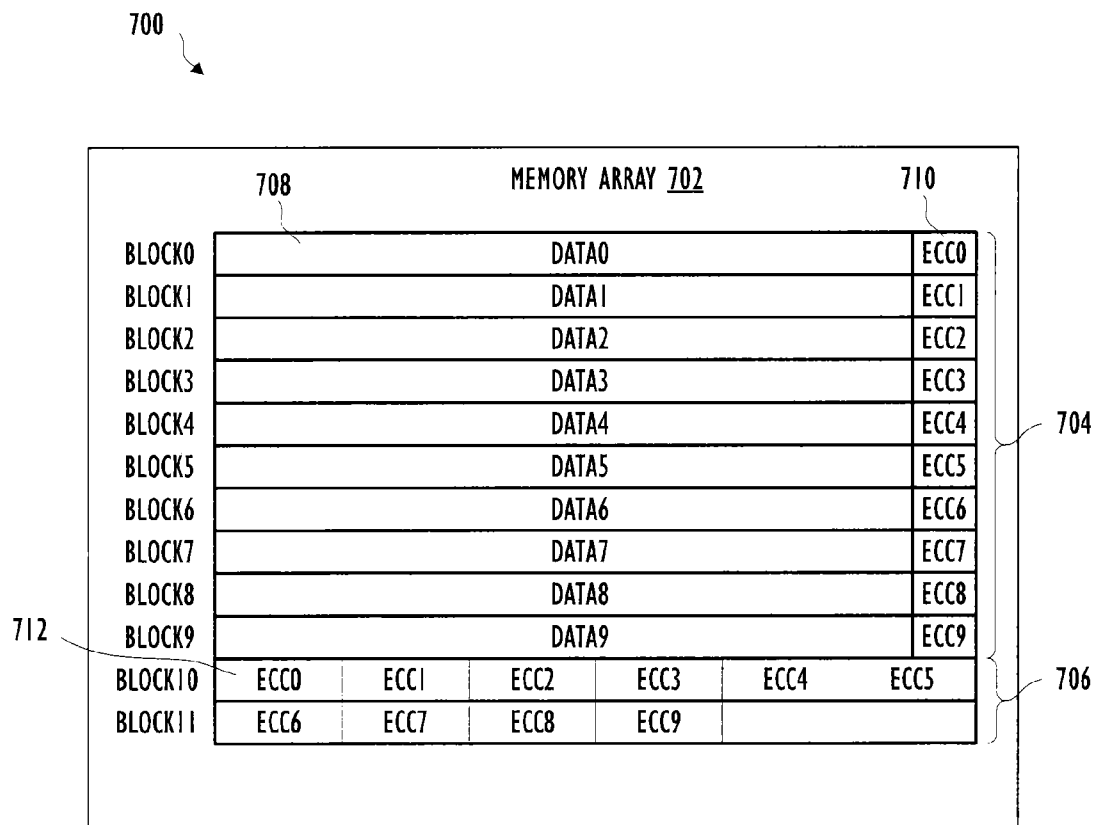 700
MEMORY ARRAY 702
708
710
BLOCK0 DATA0 ECC0
BLOCK1 DATA1 ECC1
BLOCK2 DATA2 ECC2
BLOCK3 DATA3 ECC3
BLOCK4 DATA4 ECC4
704
BLOCK5 DATA5 ECC5
BLOCK6 DATA6 ECC6
BLOCK7 DATA7 ECC7
BLOCK8 DATA8 ECC8
712
BLOCK9 DATA9 ECC9
BLOCK10 ECC0 ECC1 ECC2 ECC3 ECC4 ECC5
706
BLOCK11 ECC6 ECC7 ECC8 ECC9